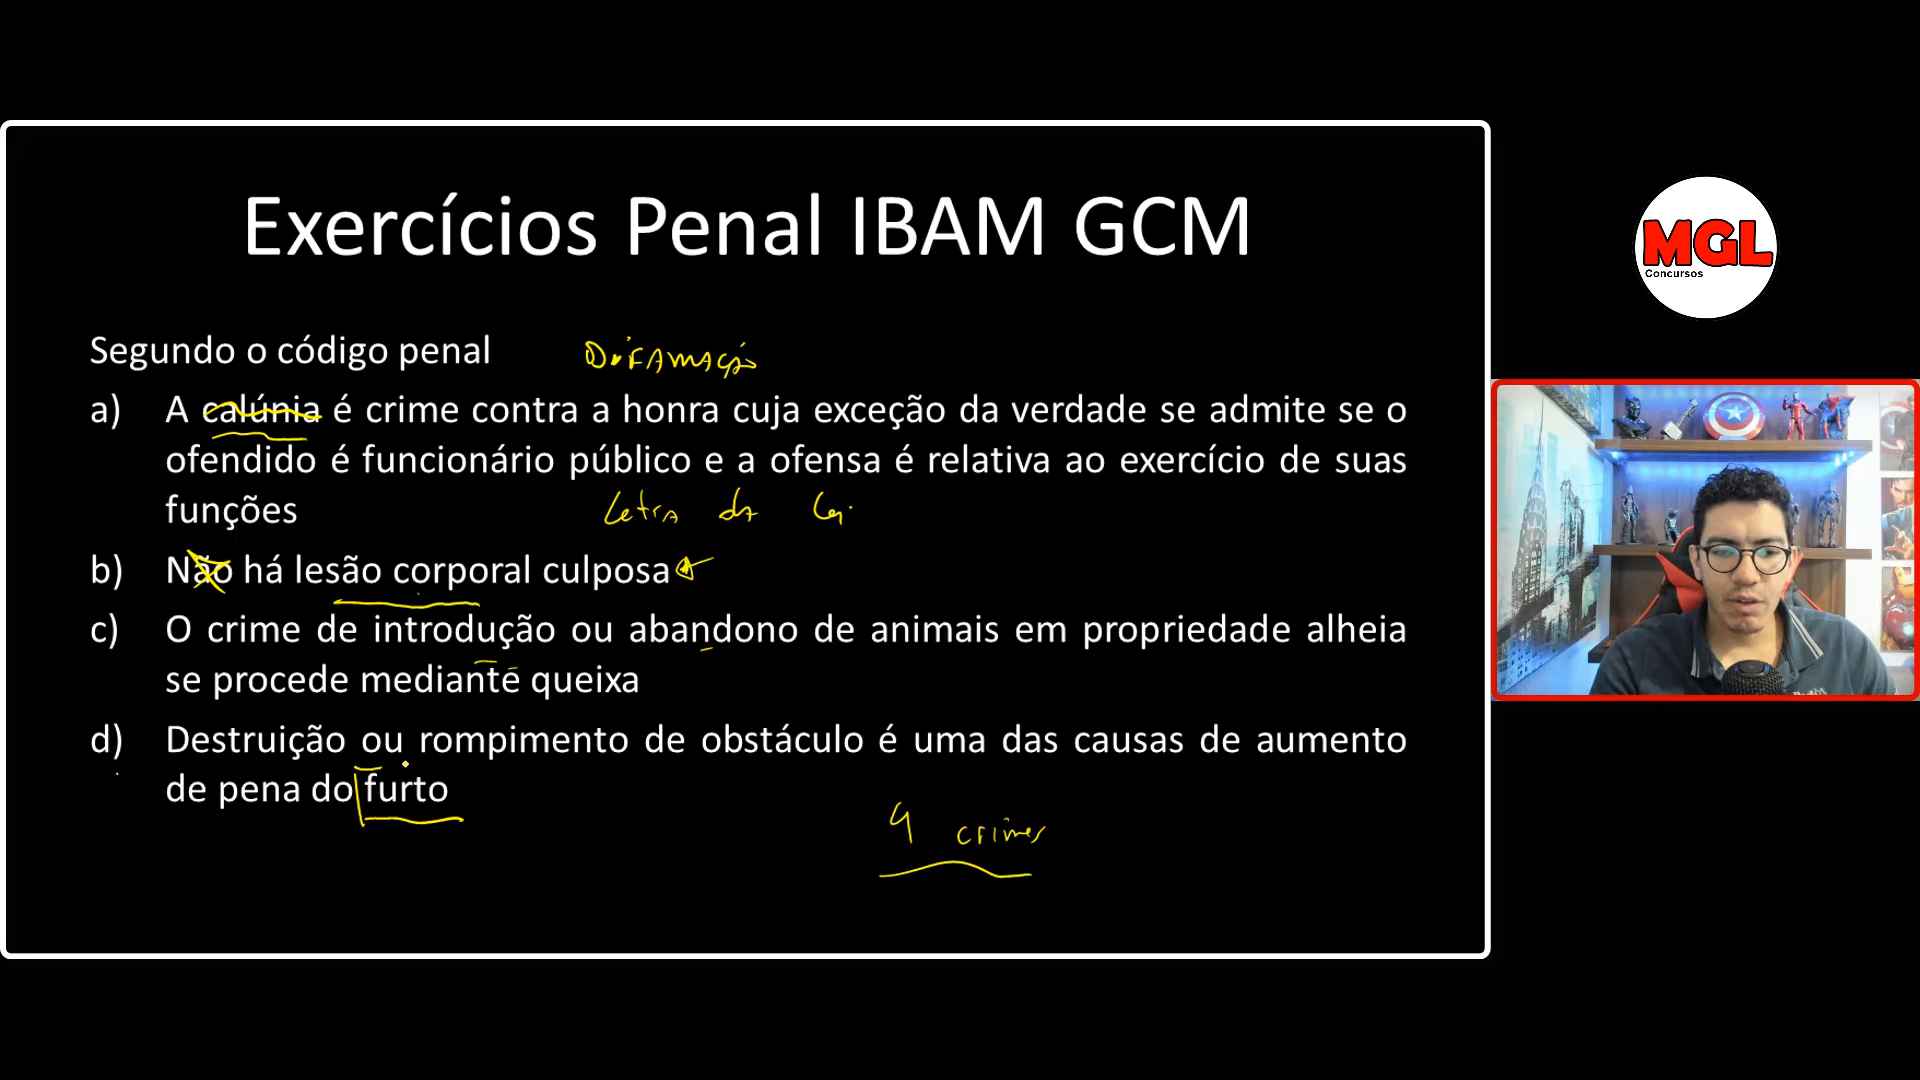 Exercícios Penal IBAM GCM
MGL
Concursos
Segundo o código penal
Difamação
a) A calúnia é crime contra a honra cuja exceção da verdade se admite se o
ofendido é funcionário público e a ofensa é relativa ao exercício de suas
funções
Letra da Lei
b) Não há lesão corporal culposa
c) O crime de introdução ou abandono de animais em propriedade alheia
se procede mediante queixa
d) Destruição ou rompimento de obstáculo é uma das causas de aumento
de pena do furto
crimes